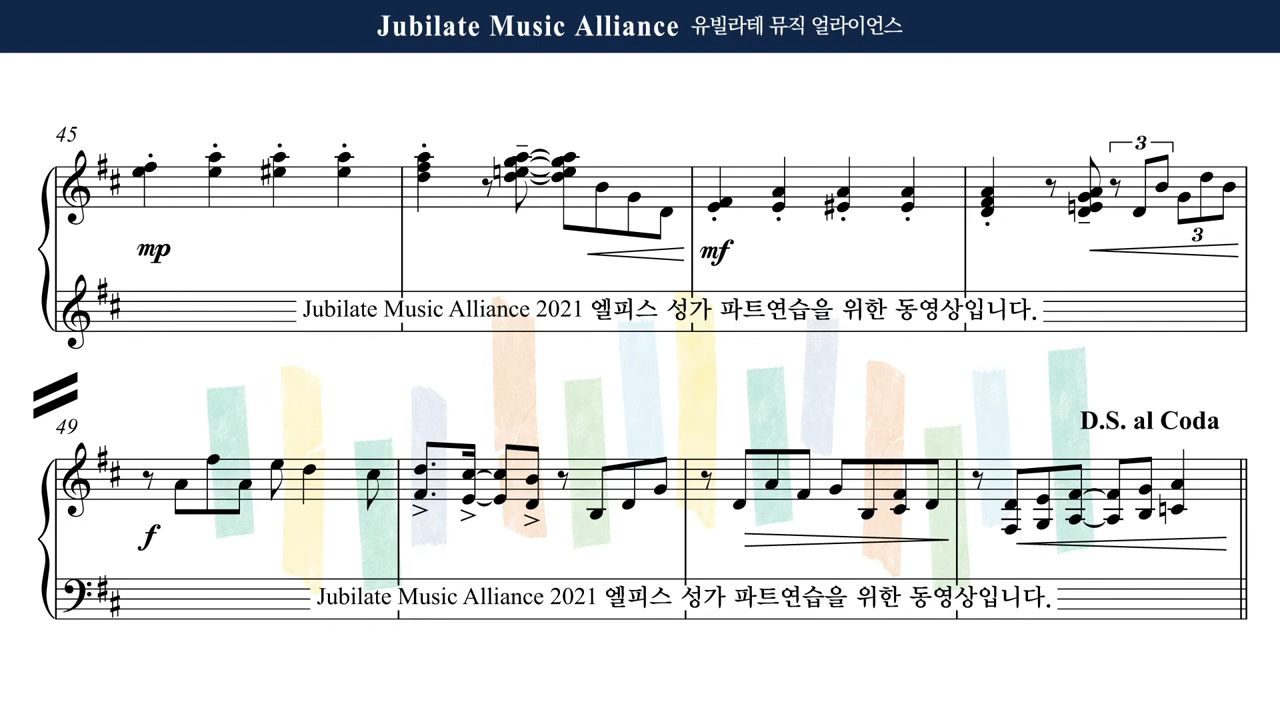 Jubilate Music Alliance 유빌라테 뮤직 얼라이언스
45
3
mp
mf
3
Jubilate Music Alliance 2021 엘피스 성가 파트연습을 위한 동영상입니다.
49
D.S. al Coda
f
Jubilate Music Alliance 2021 엘피스 성가 파트연습을 위한 동영상입니다.